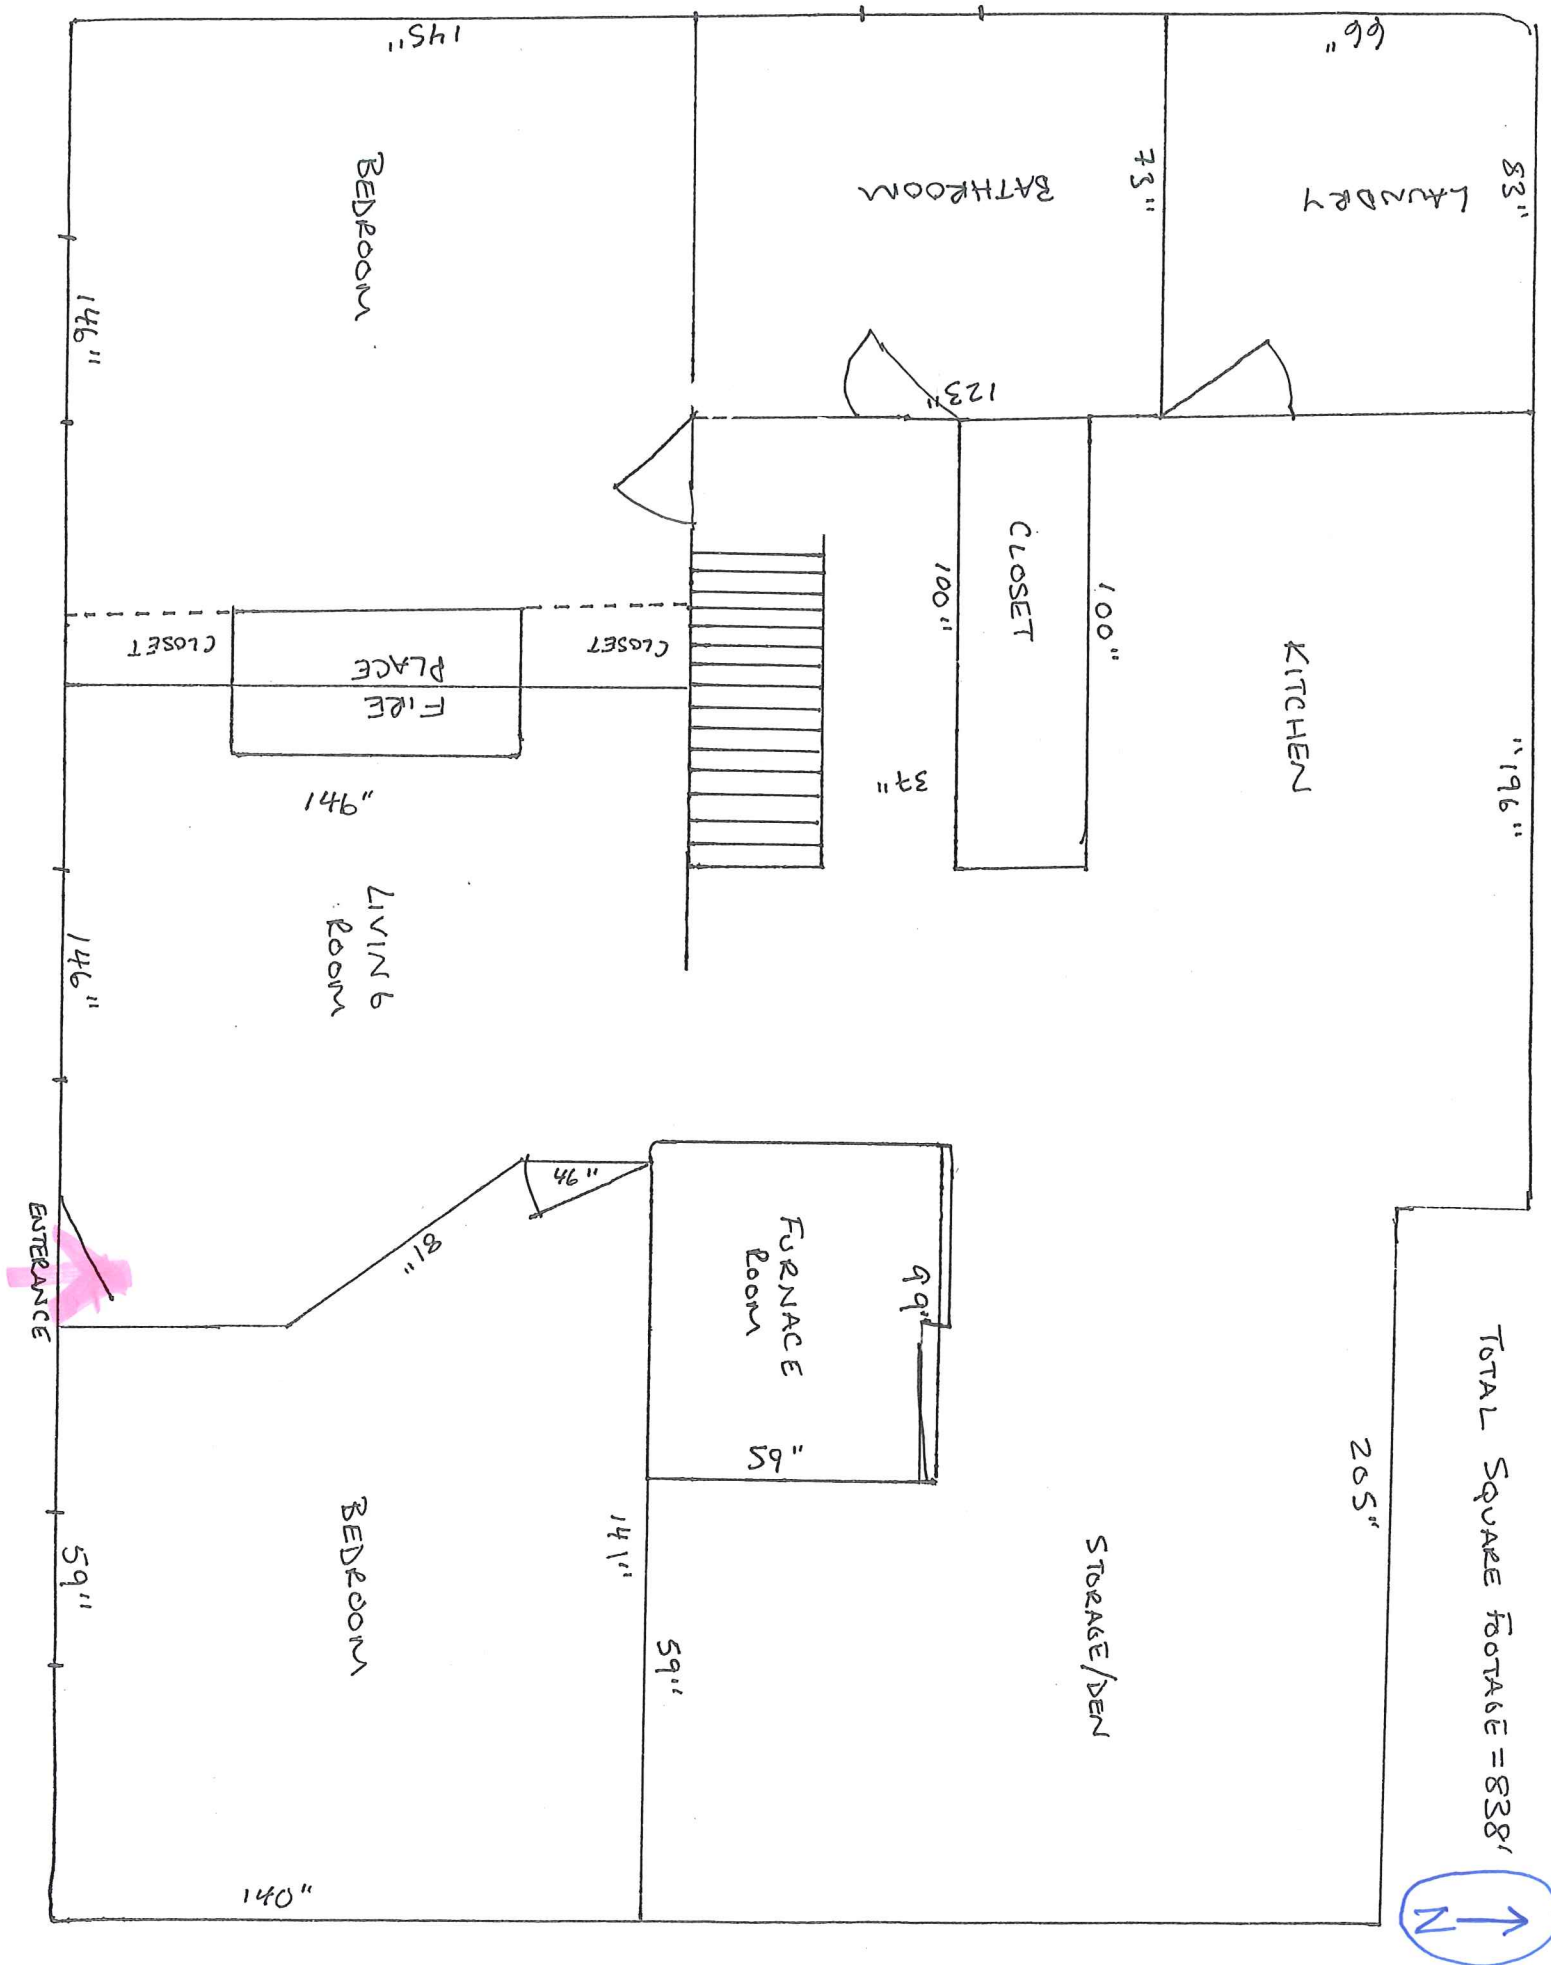 145"
66"
BEDROOM
BATHROOM
73"
LAUNDRY
83"
146"
123"
CLOSET
CLOSET
FIRE
PLACE
100"
CLOSET
100"
KITCHEN
"196"
37"
146"
LIVING
ROOM
146"
46"
81"
ENTERANCE
FURNACE
ROOM
99"
59"
BEDROOM
141"
59"
59"
140"
STORAGE/DEN
205"
TOTAL SQUARE FOOTAGE = 838'
N